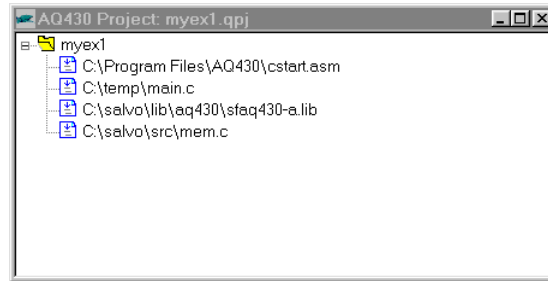 AQ430 Project: myex1.qpj
myex1
C:\Program Files\AQ430\cstart.asm
C:\temp\main.c
C:\salvo\lib\aq430\sfaq430-a.lib
C:\salvo\src\mem.c